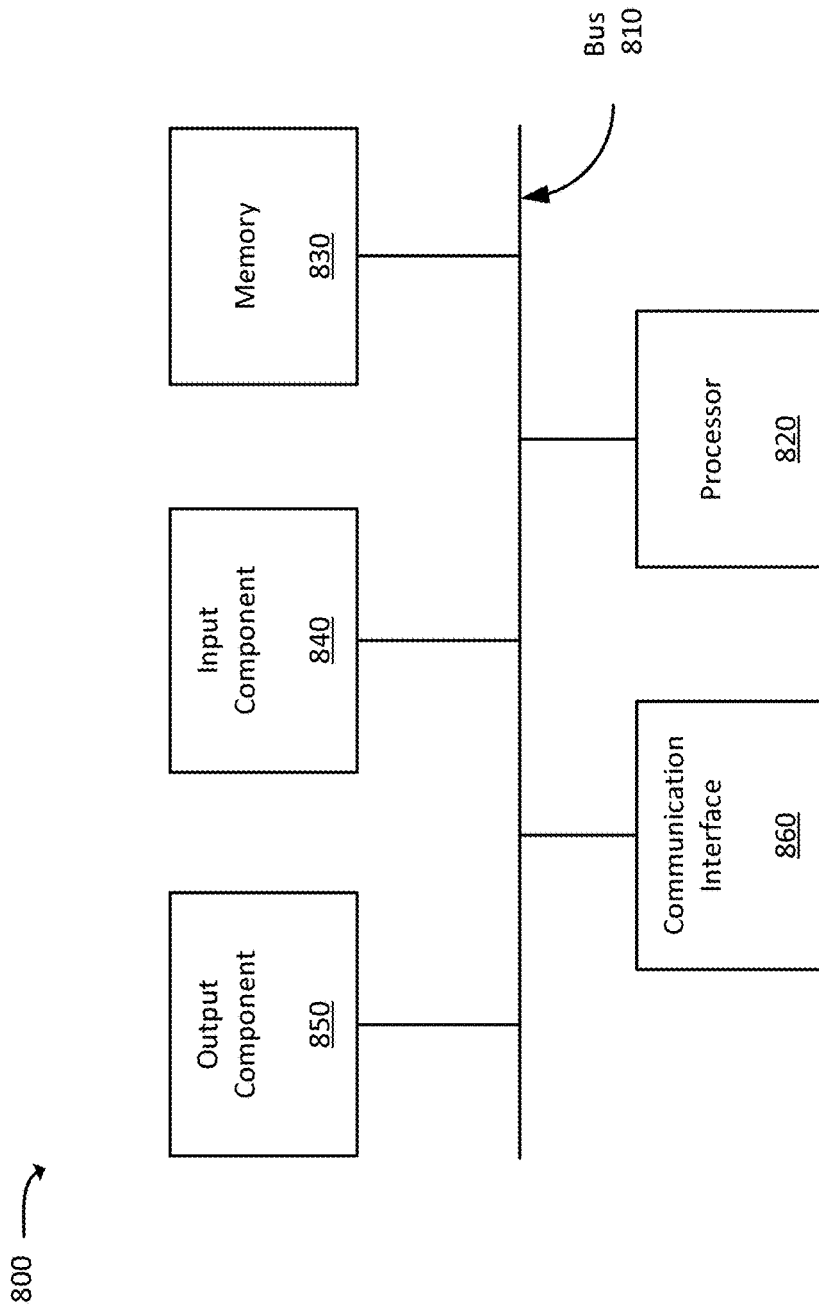 800
Output
Component
850
Input
Component
840
Memory
830
Communication
Interface
860
Processor
820
Bus
810